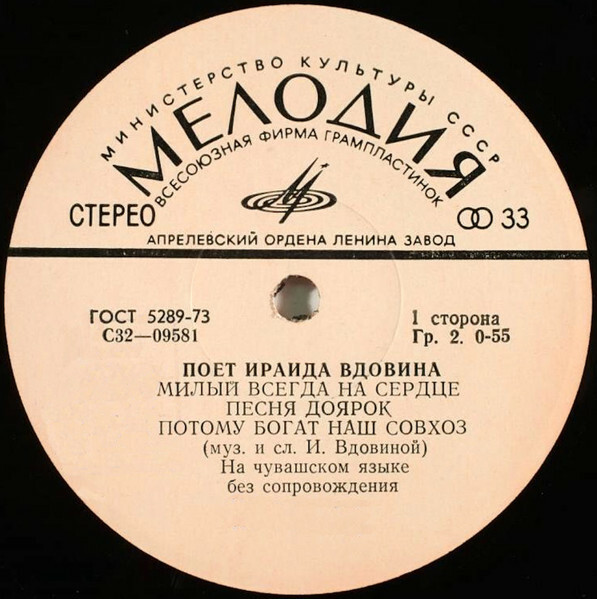 МИНИСТЕРСТВО КУЛЬТУРЫ СССР
МЕЛОДИЯ
ВСЕСОЮЗНАЯ ФИРМА ГРАМПЛАСТИНОК
СТЕРЕО
33
АПРЕЛЕВСКИЙ ОРДЕНА ЛЕНИНА ЗАВОД
ГОСТ 5289-73
С32—09581
1 сторона
Гр. 2. 0-55
ПОЕТ ИРАИДА ВДОВИНА
МИЛЫЙ ВСЕГДА НА СЕРДЦЕ
ПЕСНЯ ДОЯРОК
ПОТОМУ БОГАТ НАШ СОВХОЗ
(муз. и сл. И. Вдовиной)
На чувашском языке
без сопровождения